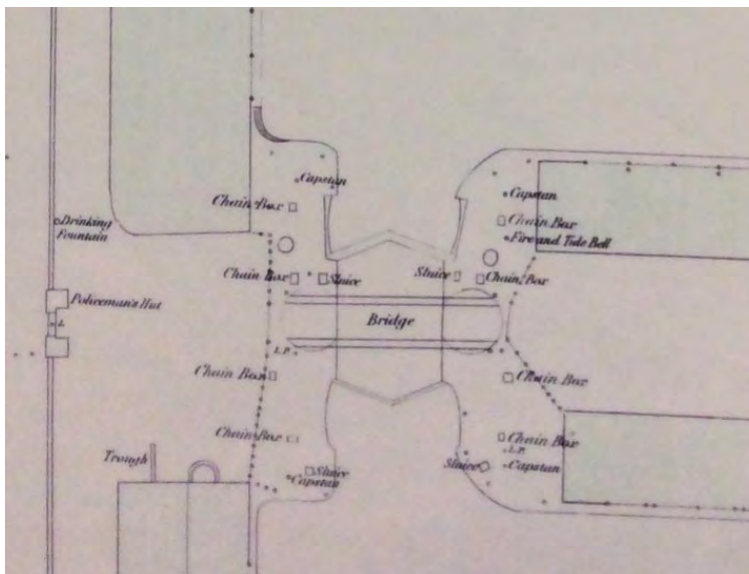 Capstan
Capstan
Chain Box
Chain Box
Drinking
Fountain
Fire and Tide Bell
Chain Box
Sluice
Sluice
Chain Box
Policeman's Hut
L.
Bridge
L.P.
Chain Box
Chain Box
Chain Box
Chain Box
L.P.
Trough
Sluice
Capstan
Sluice
Capstan